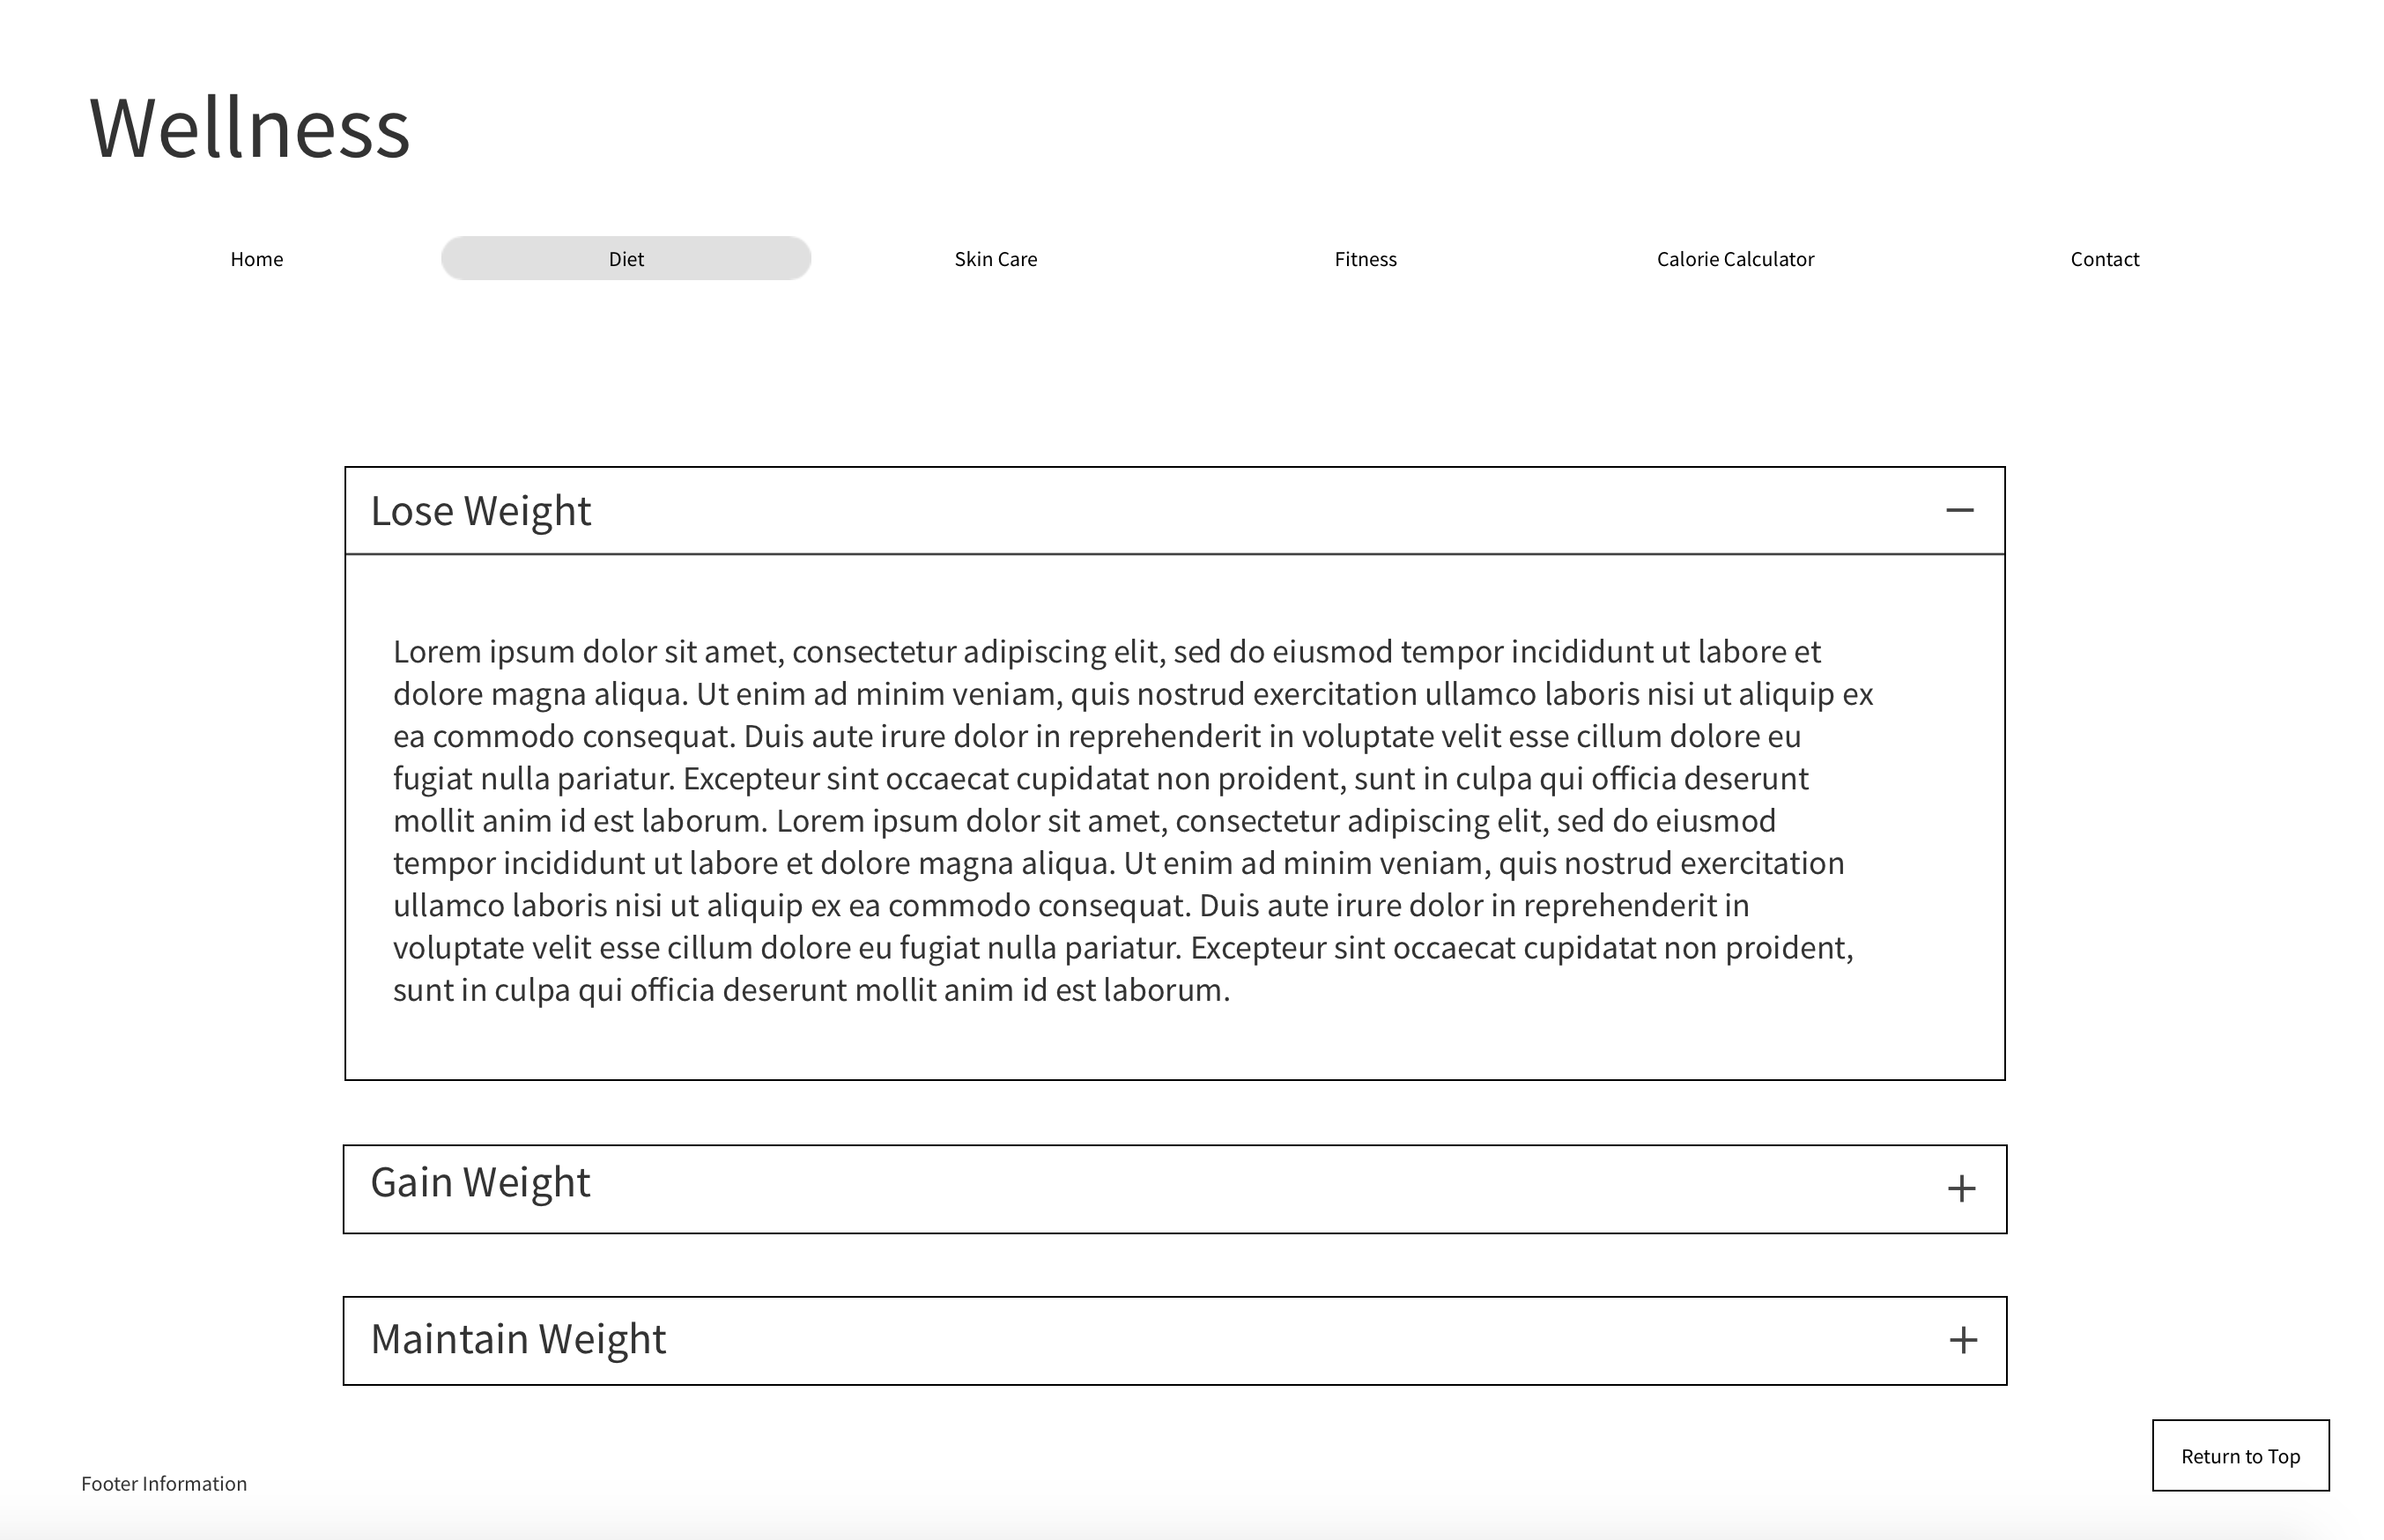 Wellness
Home Diet Skin Care Fitness Calorie Calculator Contact
Lose Weight
Lorem ipsum dolor sit amet, consectetur adipiscing elit, sed do eiusmod tempor incididunt ut labore et
dolore magna aliqua. Ut enim ad minim veniam, quis nostrud exercitation ullamco laboris nisi ut aliquip ex
ea commodo consequat. Duis aute irure dolor in reprehenderit in voluptate velit esse cillum dolore eu
fugiat nulla pariatur. Excepteur sint occaecat cupidatat non proident, sunt in culpa qui officia deserunt
mollit anim id est laborum. Lorem ipsum dolor sit amet, consectetur adipiscing elit, sed do eiusmod
tempor incididunt ut labore et dolore magna aliqua. Ut enim ad minim veniam, quis nostrud exercitation
ullamco laboris nisi ut aliquip ex ea commodo consequat. Duis aute irure dolor in reprehenderit in
voluptate velit esse cillum dolore eu fugiat nulla pariatur. Excepteur sint occaecat cupidatat non proident,
sunt in culpa qui officia deserunt mollit anim id est laborum.
Gain Weight
Maintain Weight
Return to Top
Footer Information